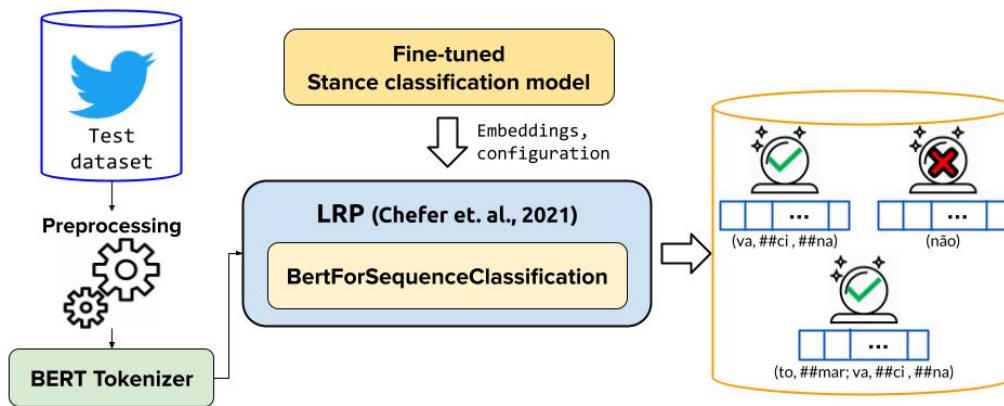 Test
dataset
Preprocessing
BERT Tokenizer
Fine-tuned
Stance classification model
Embeddings,
configuration
LRP (Chefer et. al., 2021)
BertForSequenceClassification
...
(va, ##ci , ##na)
...
(não)
...
(to, ##mar; va, ##ci , ##na)